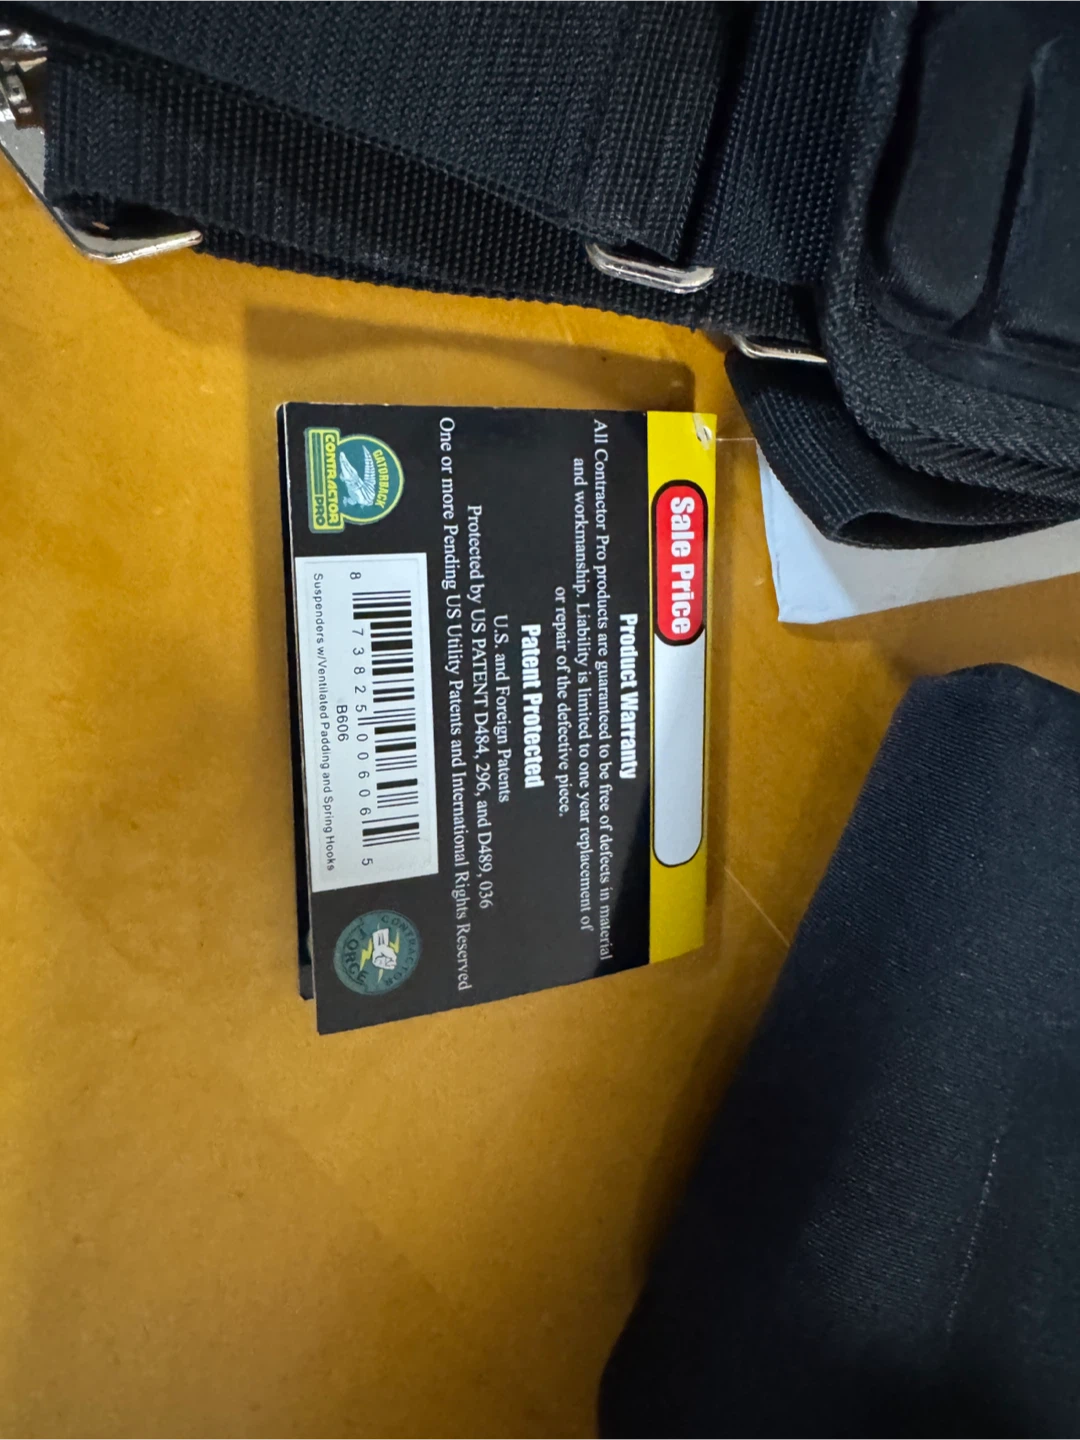 Sale Price
Product Warranty
All Contractor Pro products are guaranteed to be free of defects in material
and workmanship. Liability is limited to one year replacement of
or repair of the defective piece.
Patent Protected
U.S. and Foreign Patents
Protected by US PATENT D484, 296, and D489, 036
One or more Pending US Utility Patents and International Rights Reserved
GATORBACK
CONTRACTOR PRO
8 73825 00606 5
B606
Suspenders w/Ventilated Padding and Spring Hooks
CONTRACTOR
FORCE